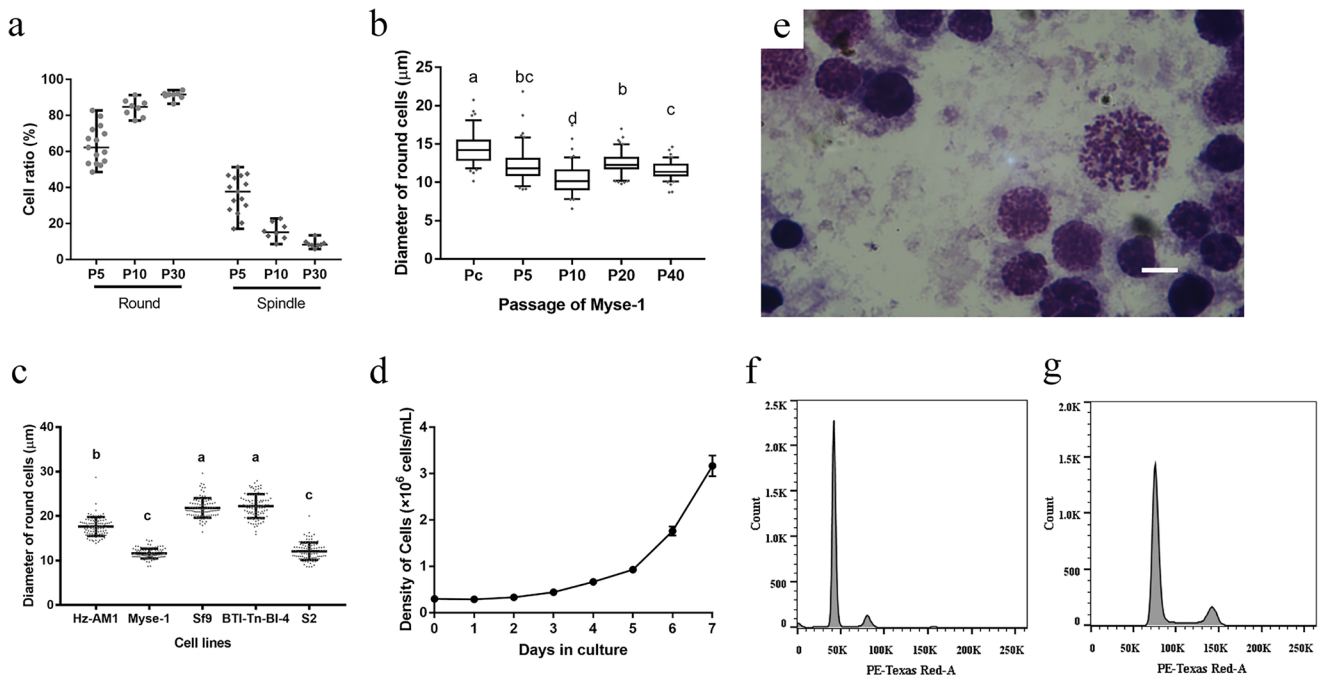 a
Cell ratio (%)
100
80
60
40
20
0
P5 P10 P30 P5 P10 P30
Round Spindle
b
Diameter of round cells (μm)
25
20
15
10
5
0
a bc d b c
Pc P5 P10 P20 P40
Passage of Myse-1
e
c
Diameter of round cells (μm)
40
30
20
10
0
b c a a c
Hz-AM1 Myse-1 Sf9 BTI-Tn-BI-4 S2
Cell lines
d
Density of Cells (×10⁶ cells/mL)
4
3
2
1
0
0 1 2 3 4 5 6 7
Days in culture
f
Count
2.5K
2.0K
1.5K
1.0K
500
0
0 50K 100K 150K 200K 250K
PE-Texas Red-A
g
Count
2.0K
1.5K
1.0K
500
0
0 50K 100K 150K 200K 250K
PE-Texas Red-A